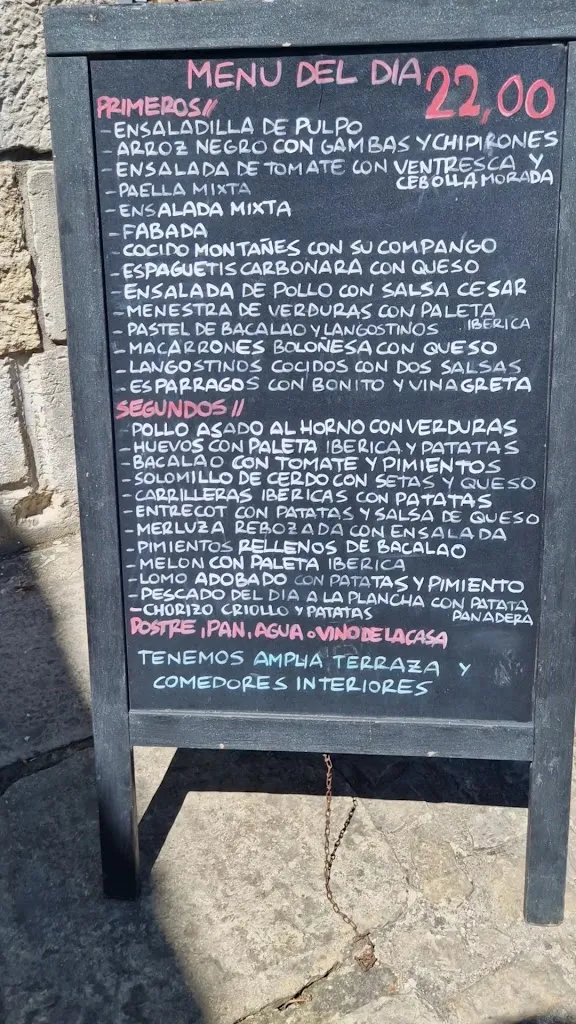 MENU DEL DIA 22,00
PRIMEROS//
-ENSALADILLA DE PULPO
-ARROZ NEGRO CON GAMBAS Y CHIPIRONES
-ENSALADA DE TOMATE CON VENTRESCA Y
CEBOLLA MORADA
-PAELLA MIXTA
-ENSALADA MIXTA
-FABADA
-COCIDO MONTAÑES CON SU COMPANGO
-ESPAGUETIS CARBONARA CON QUESO
-ENSALADA DE POLLO CON SALSA CESAR
-MENESTRA DE VERDURAS CON PALETA
IBERICA
-PASTEL DE BACALAO Y LANGOSTINOS
-MACARRONES BOLOÑESA CON QUESO
-LANGOSTINOS COCIDOS CON DOS SALSAS
-ESPARRAGOS CON BONITO Y VINAGRETA
SEGUNDOS//
-POLLO ASADO AL HORNO CON VERDURAS
-HUEVOS CON PALETA IBERICA Y PATATAS
-BACALAO CON TOMATE Y PIMIENTOS
-SOLOMILLO DE CERDO CON SETAS Y QUESO
-CARRILLERAS IBERICAS CON PATATAS
-ENTRECOT CON PATATAS Y SALSA DE QUESO
-MERLUZA REBOZADA CON ENSALADA
-PIMIENTOS RELLENOS DE BACALAO
-MELON CON PALETA IBERICA
-LOMO ADOBADO CON PATATAS Y PIMIENTO
-PESCADO DEL DIA A LA PLANCHA CON PATATA
PANADERA
-CHORIZO CRIOLLO Y PATATAS
POSTRE, PAN, AGUA o VINO DE LA CASA
TENEMOS AMPLIA TERRAZA Y
COMEDORES INTERIORES